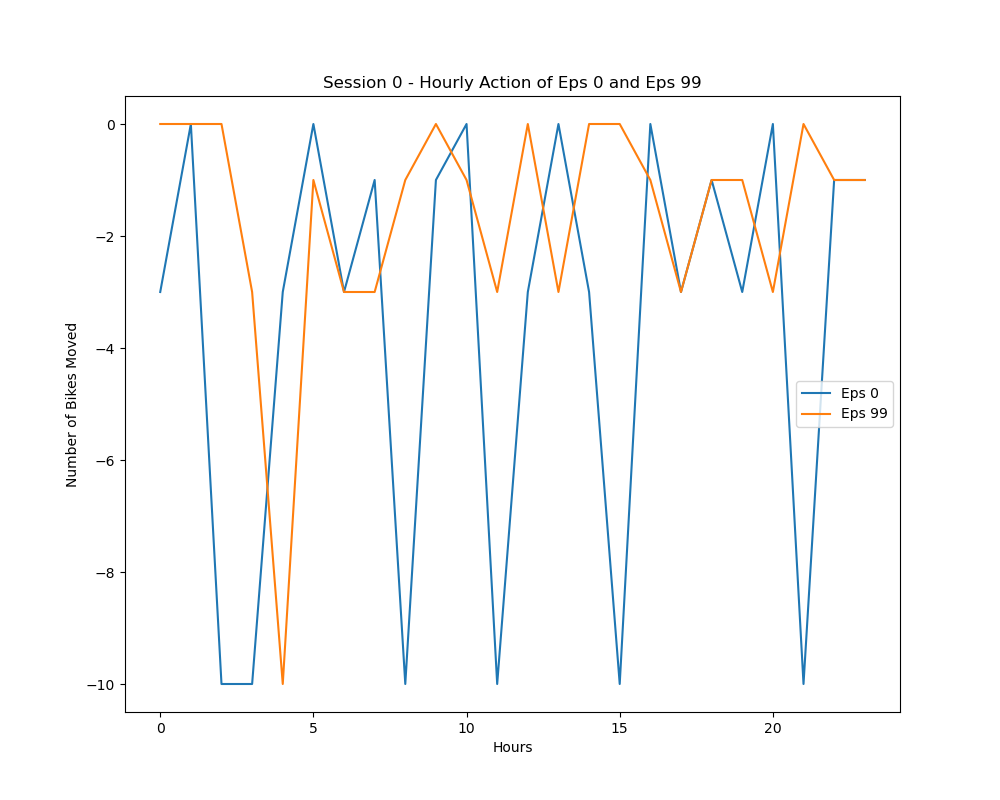 Session 0 - Hourly Action of Eps 0 and Eps 99
0
−2
−4
−6
−8
−10
Number of Bikes Moved
Eps 0
Eps 99
0 5 10 15 20
Hours